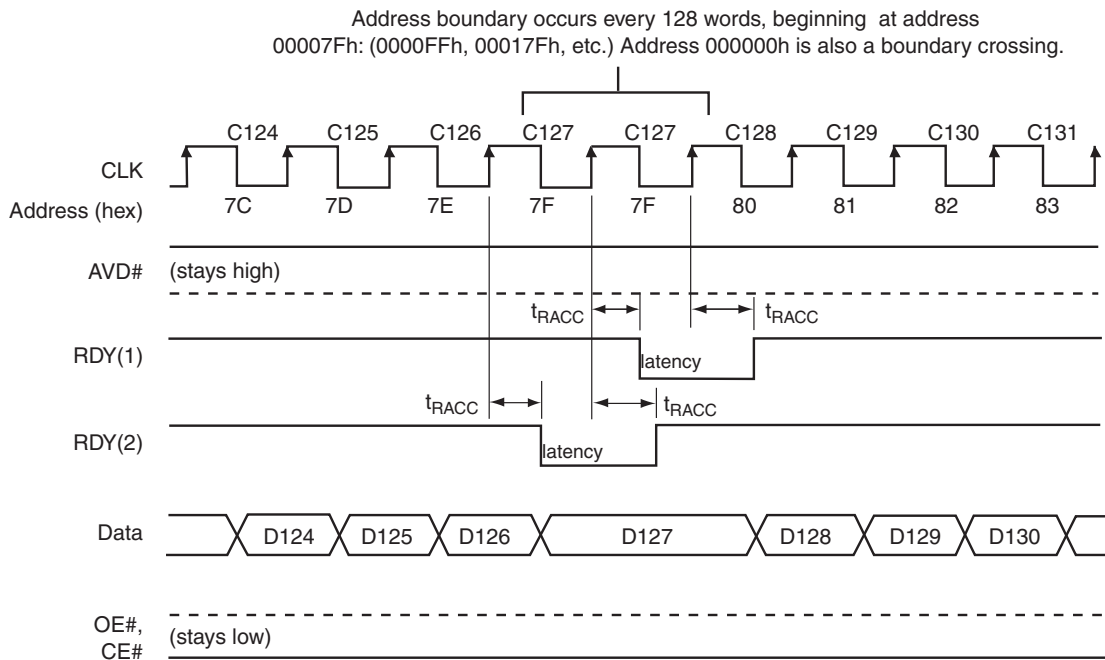 Address boundary occurs every 128 words, beginning at address
00007Fh: (0000FFh, 00017Fh, etc.) Address 000000h is also a boundary crossing.
C124 C125 C126 C127 C127 C128 C129 C130 C131
CLK
Address (hex) 7C 7D 7E 7F 7F 80 81 82 83
AVD# (stays high)
tRACC tRACC
RDY(1) latency
tRACC tRACC
RDY(2) latency
Data D124 D125 D126 D127 D128 D129 D130
OE#,
CE# (stays low)